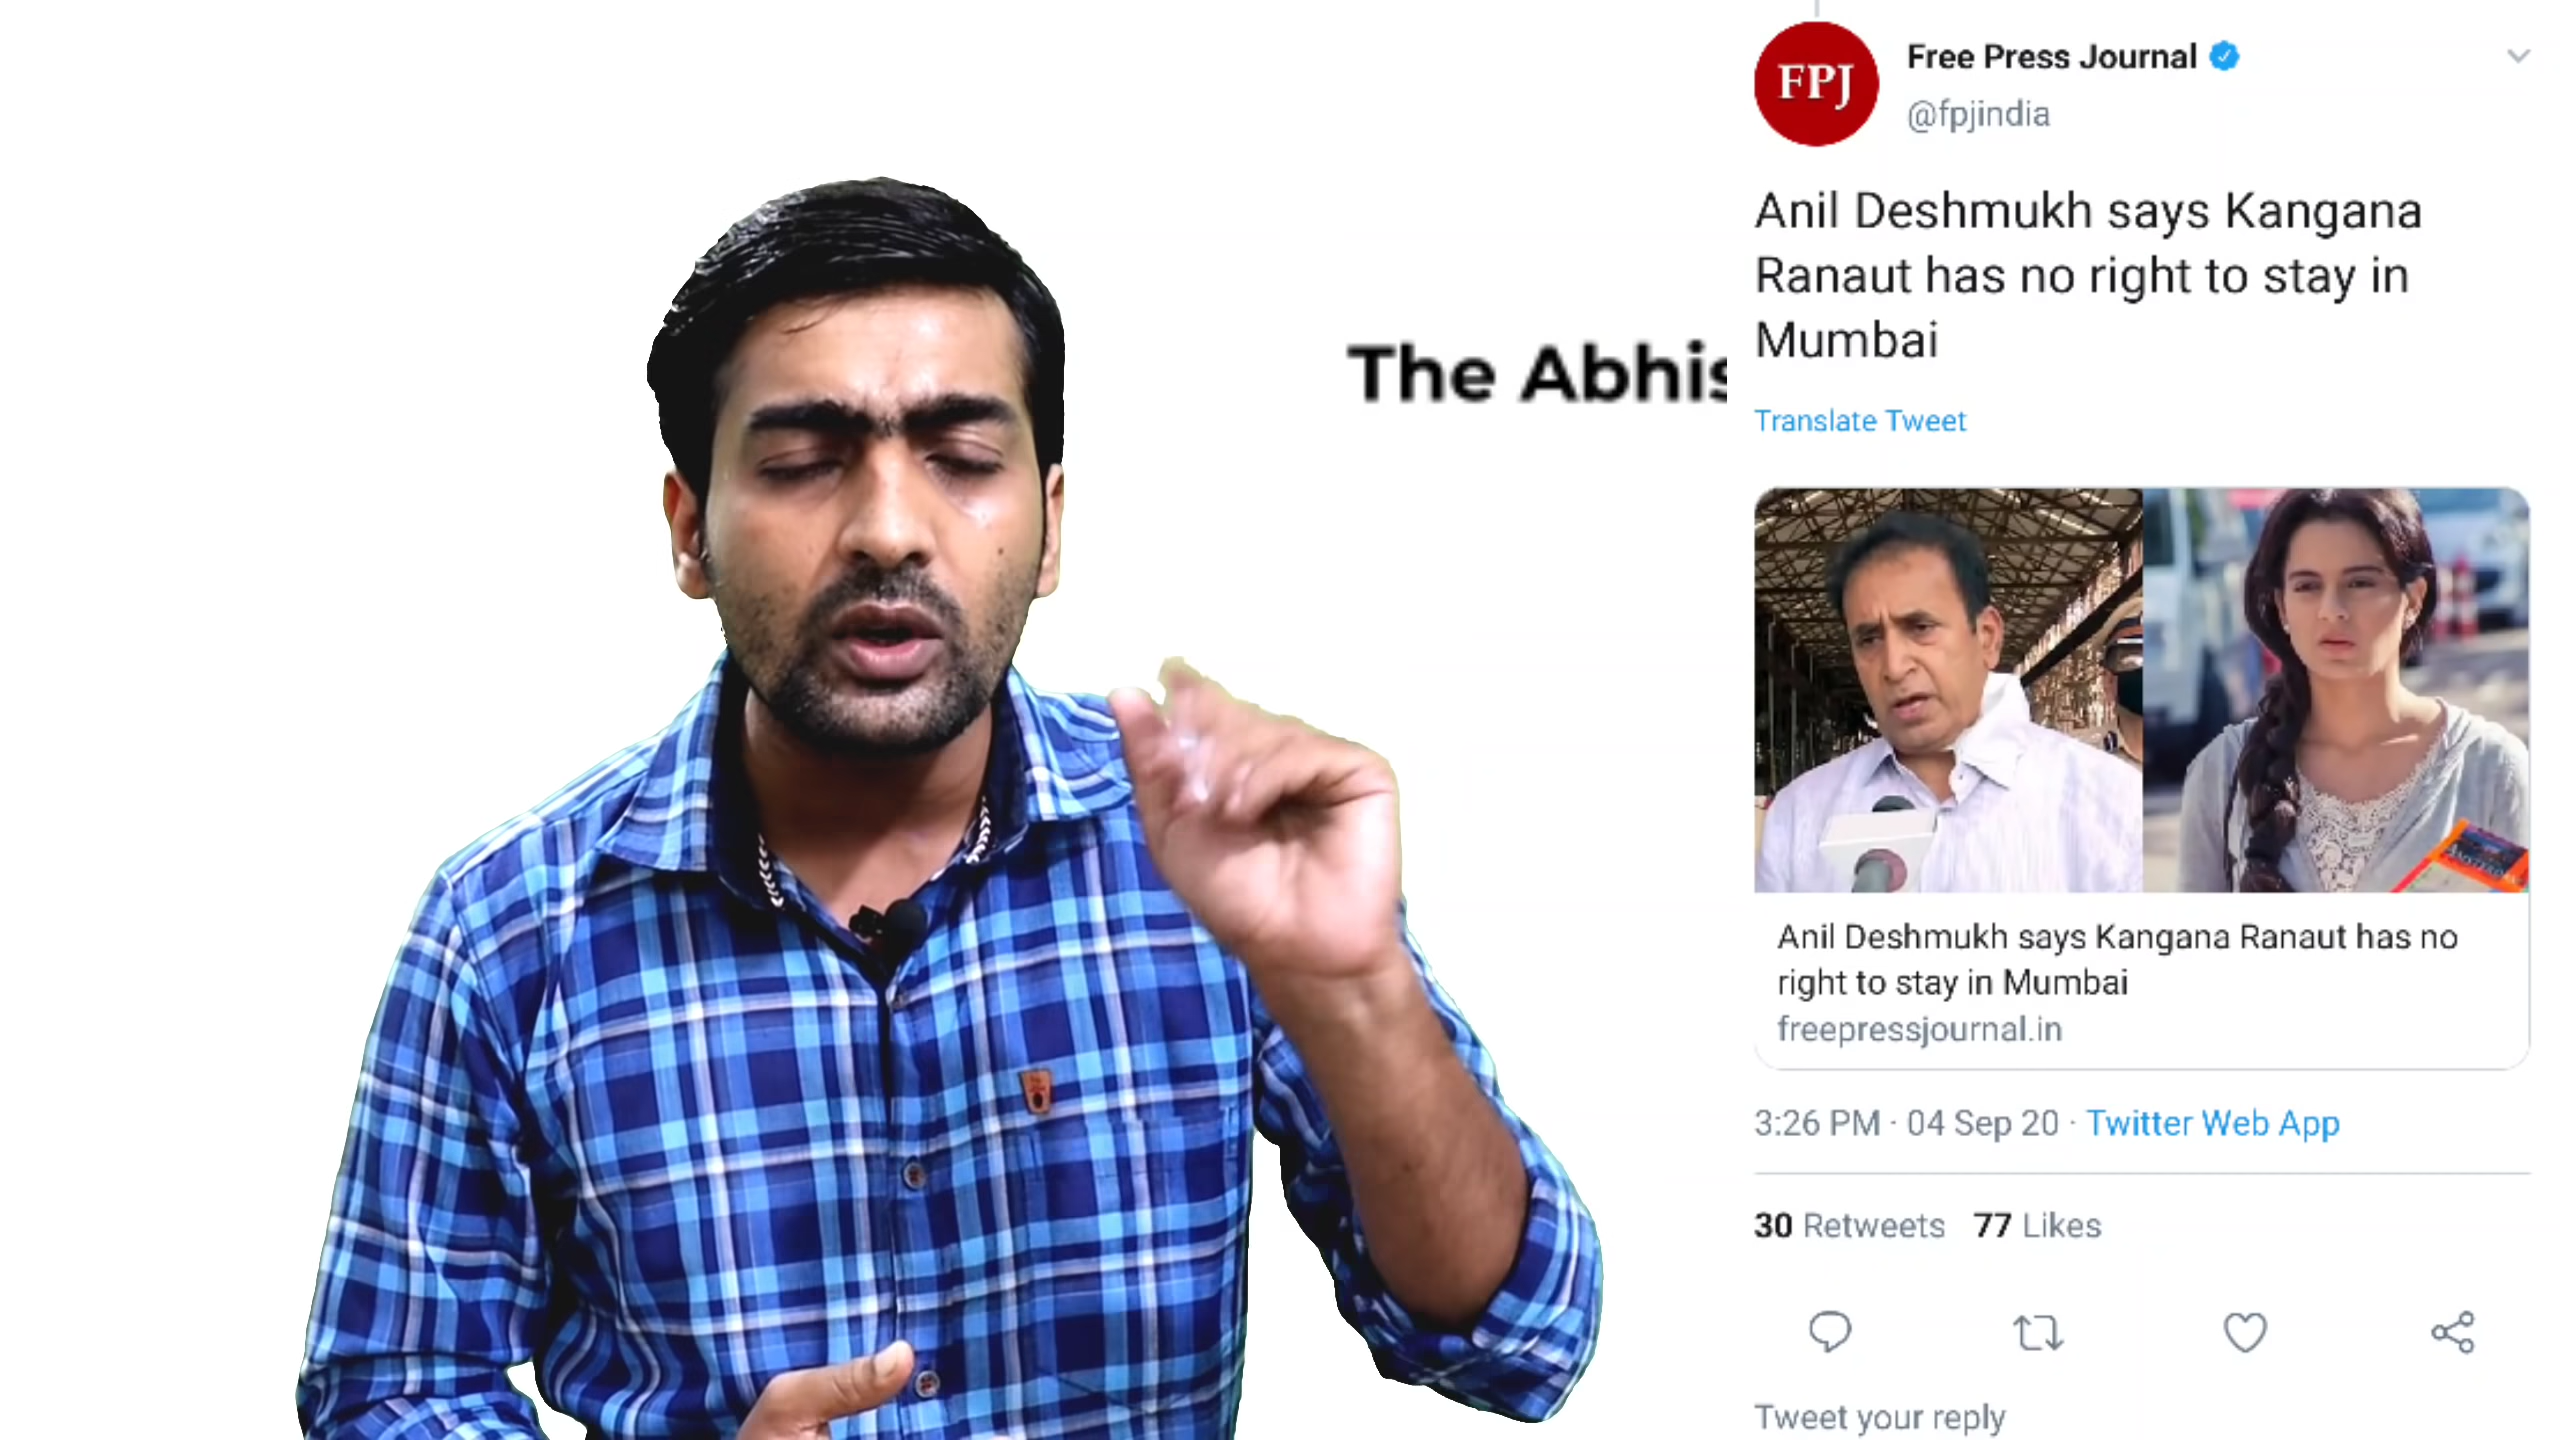 The Abhis
FPJ
Free Press Journal
@fpjindia
Anil Deshmukh says Kangana
Ranaut has no right to stay in
Mumbai
Translate Tweet
Anil Deshmukh says Kangana Ranaut has no
right to stay in Mumbai
freepressjournal.in
3:26 PM · 04 Sep 20 · Twitter Web App
30 Retweets 77 Likes
Tweet your reply